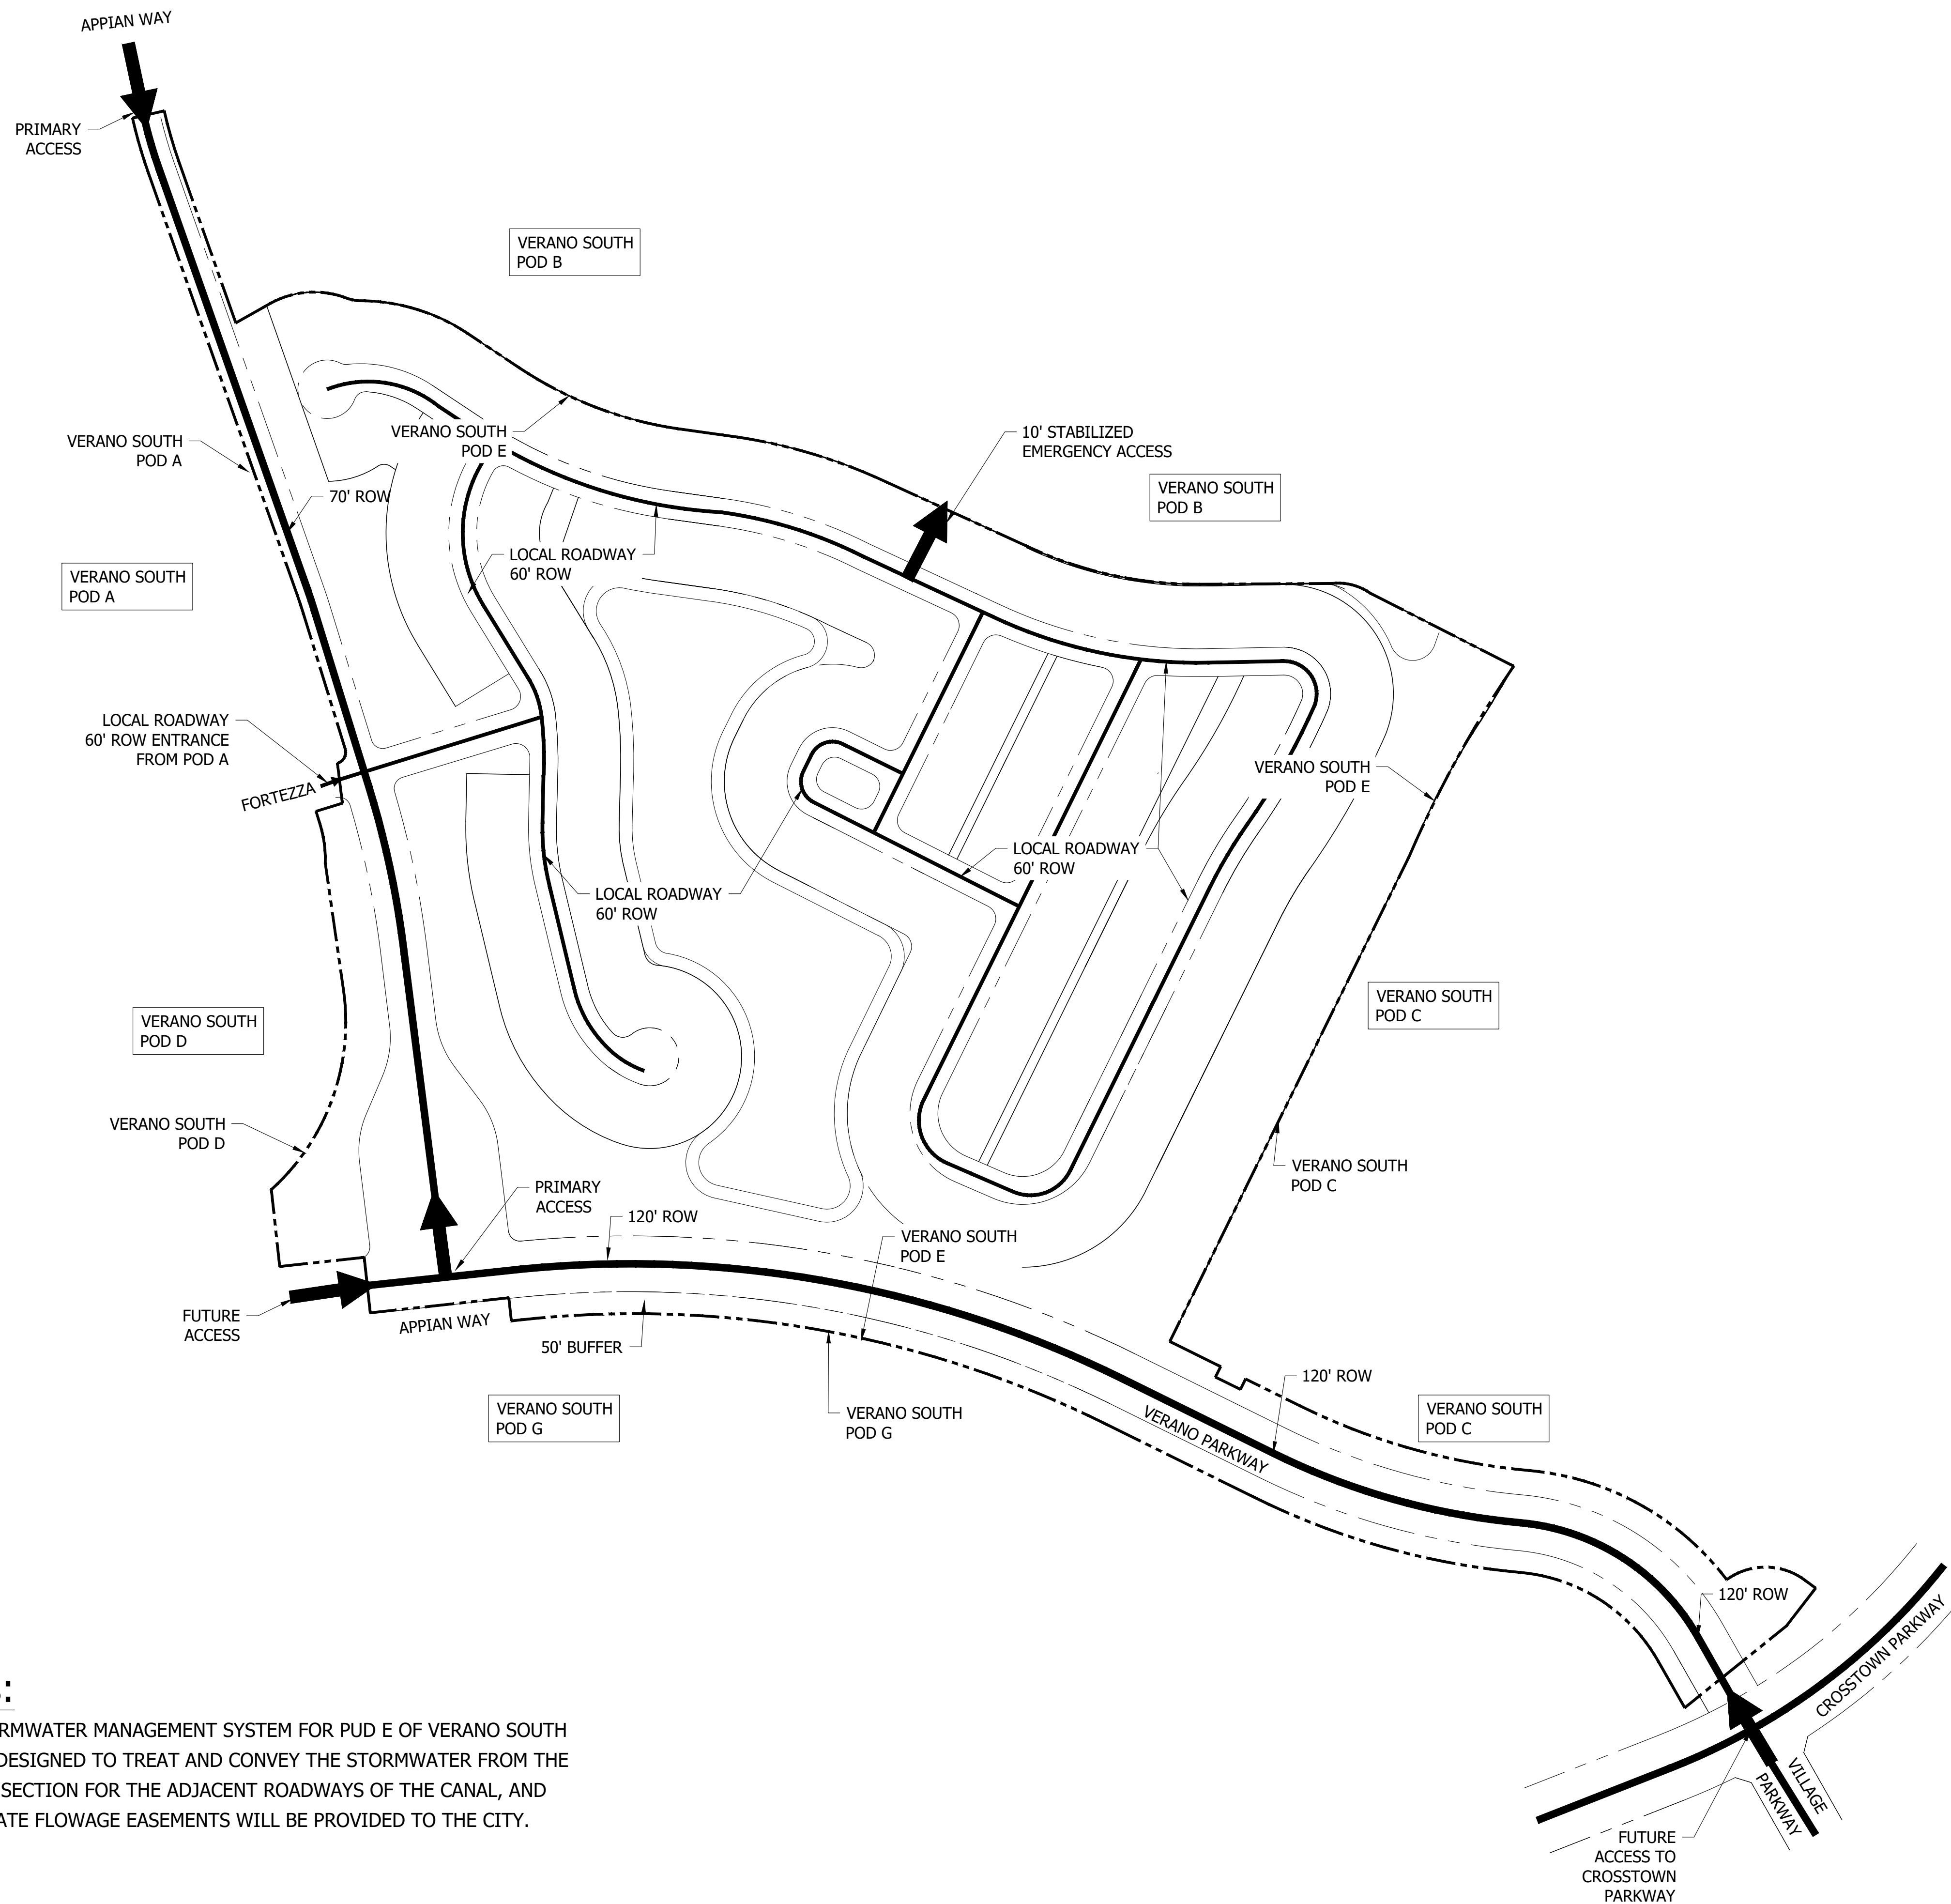 APPIAN WAY
PRIMARY
ACCESS
VERANO SOUTH
POD B
VERANO SOUTH
POD A
VERANO SOUTH
POD E
10' STABILIZED
EMERGENCY ACCESS
70' ROW
VERANO SOUTH
POD B
LOCAL ROADWAY
60' ROW
VERANO SOUTH
POD A
LOCAL ROADWAY
60' ROW ENTRANCE
FROM POD A
FORTEZZA
VERANO SOUTH
POD E
LOCAL ROADWAY
60' ROW
LOCAL ROADWAY
60' ROW
VERANO SOUTH
POD C
VERANO SOUTH
POD D
VERANO SOUTH
POD D
VERANO SOUTH
POD C
PRIMARY
ACCESS
120' ROW
VERANO SOUTH
POD E
FUTURE
ACCESS
APPIAN WAY
50' BUFFER
120' ROW
VERANO SOUTH
POD G
VERANO SOUTH
POD G
VERANO PARKWAY
VERANO SOUTH
POD C
120' ROW
CROSSTOWN PARKWAY
VILLAGE
PARKWAY
FUTURE
ACCESS TO
CROSSTOWN
PARKWAY
RMWATER MANAGEMENT SYSTEM FOR PUD E OF VERANO SOUTH
DESIGNED TO TREAT AND CONVEY THE STORMWATER FROM THE
SECTION FOR THE ADJACENT ROADWAYS OF THE CANAL, AND
ATE FLOWAGE EASEMENTS WILL BE PROVIDED TO THE CITY.